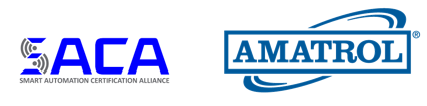 SACA
SMART AUTOMATION CERTIFICATION ALLIANCE
AMATROL®